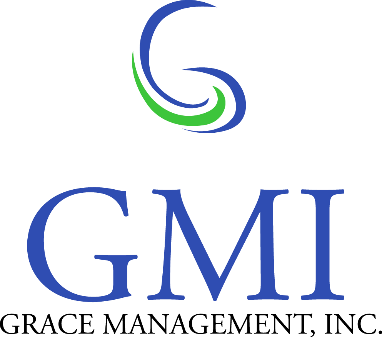 GMI
GRACE MANAGEMENT, INC.